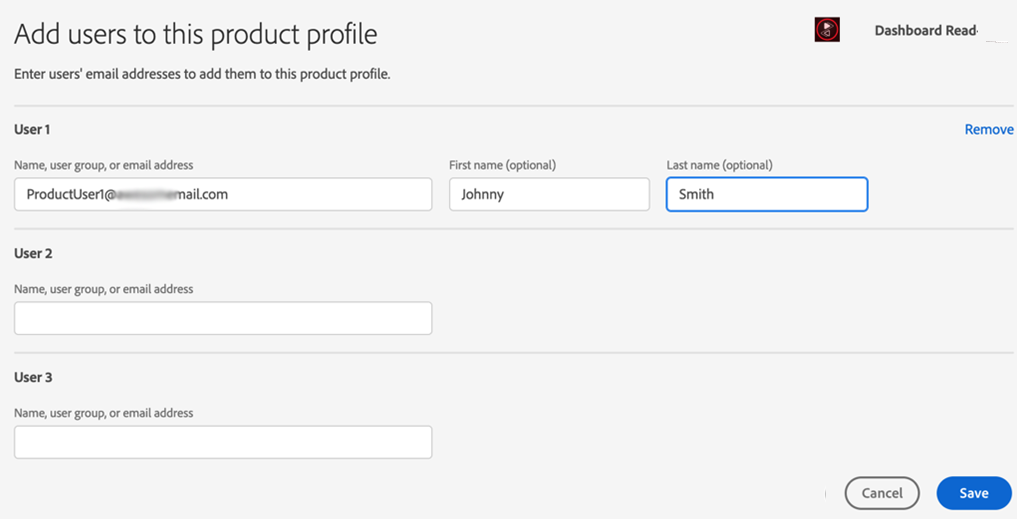 Add users to this product profile
Dashboard Read
Enter users' email addresses to add them to this product profile.
User 1
Remove
Name, user group, or email address
First name (optional)
Last name (optional)
ProductUser1@ mail.com
Johnny
Smith
User 2
Name, user group, or email address
User 3
Name, user group, or email address
Cancel
Save